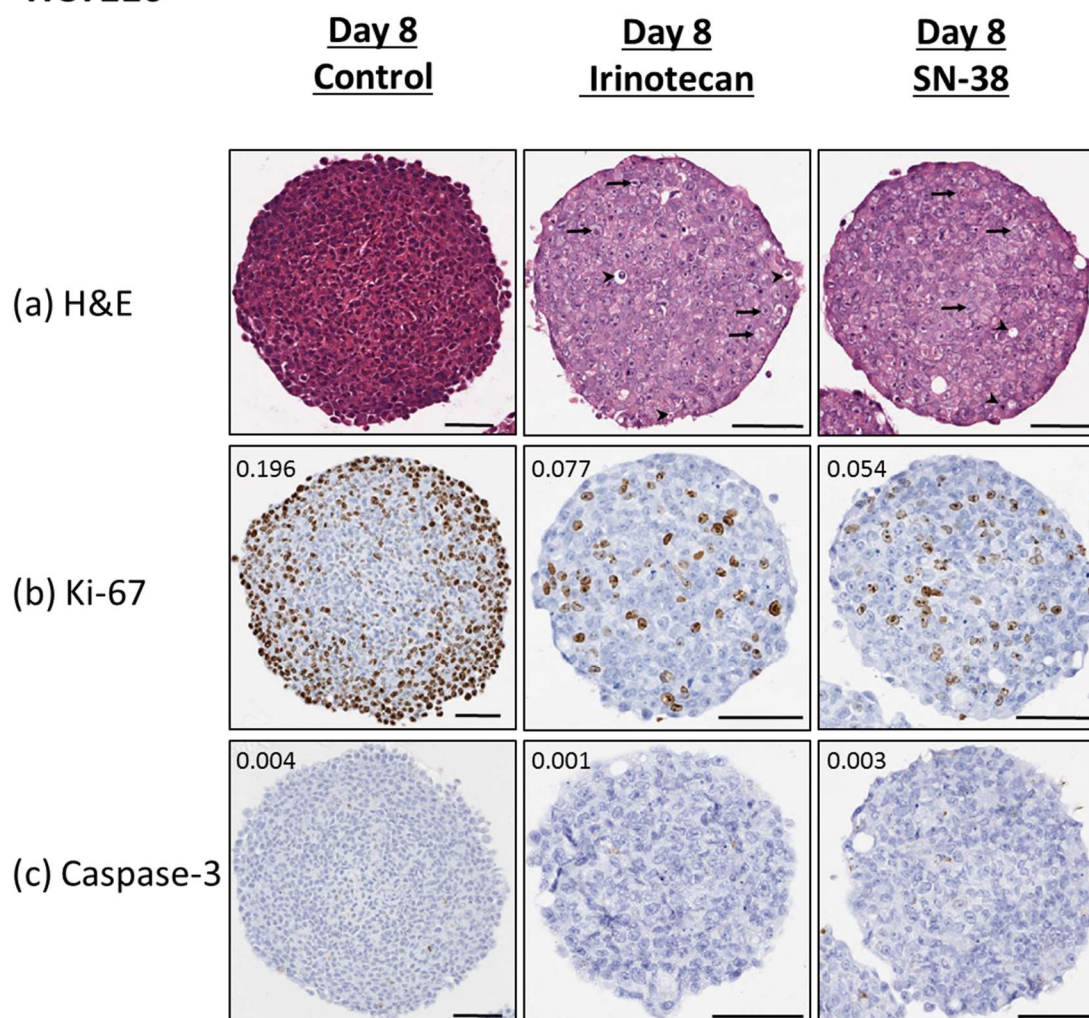 Day 8
Control
Day 8
Irinotecan
Day 8
SN-38
(a) H&E
0.196
0.077
0.054
(b) Ki-67
0.004
0.001
0.003
(c) Caspase-3